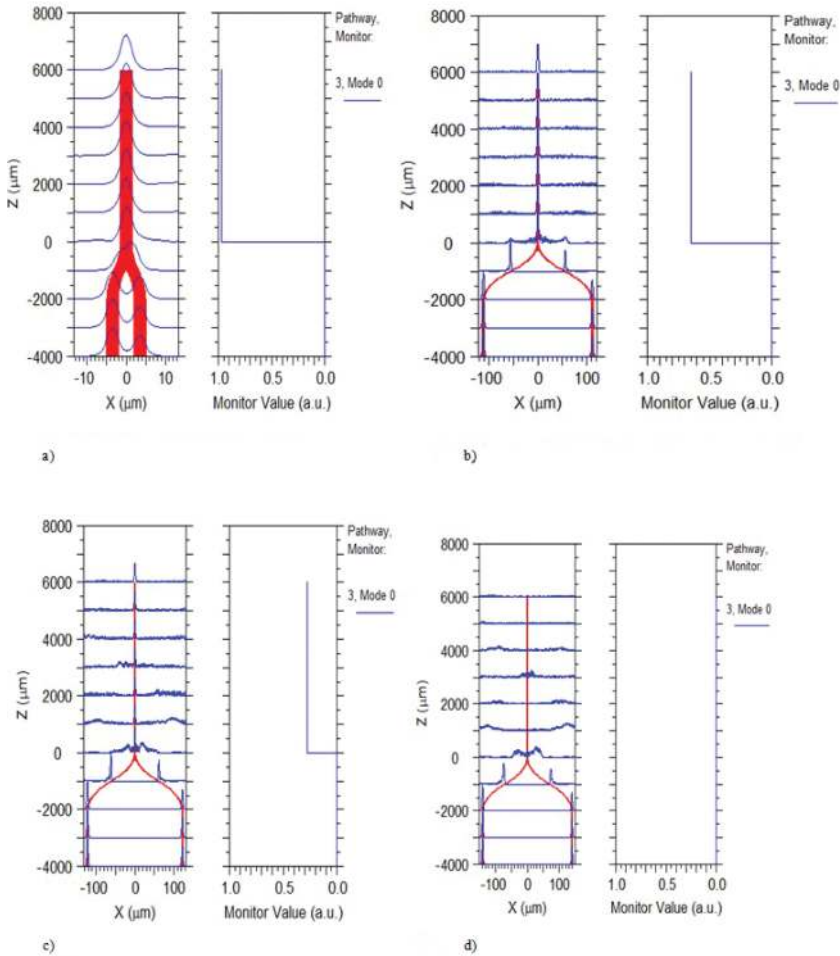 8000
6000
4000
2000
0
-2000
-4000
Z (μm)
-10 0 10
X (μm)
1.0 0.5 0.0
Monitor Value (a.u.)
Pathway,
Monitor:
3, Mode 0
a)
8000
6000
4000
2000
0
-2000
-4000
Z (μm)
-100 0 100
X (μm)
1.0 0.5 0.0
Monitor Value (a.u.)
Pathway,
Monitor:
3, Mode 0
b)
8000
6000
4000
2000
0
-2000
-4000
Z (μm)
-100 0 100
X (μm)
1.0 0.5 0.0
Monitor Value (a.u.)
Pathway,
Monitor:
3, Mode 0
c)
8000
6000
4000
2000
0
-2000
-4000
Z (μm)
-100 0 100
X (μm)
1.0 0.5 0.0
Monitor Value (a.u.)
Pathway,
Monitor:
3, Mode 0
d)